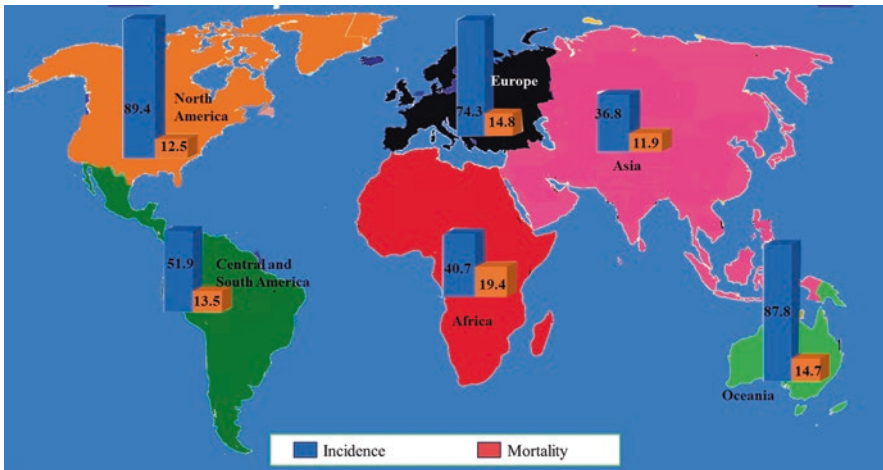 89.4
North
America
12.5
74.3
Europe
14.8
36.8
11.9
Asia
51.9
Central and
South America
13.5
40.7
19.4
Africa
87.8
14.7
Oceania
Incidence
Mortality